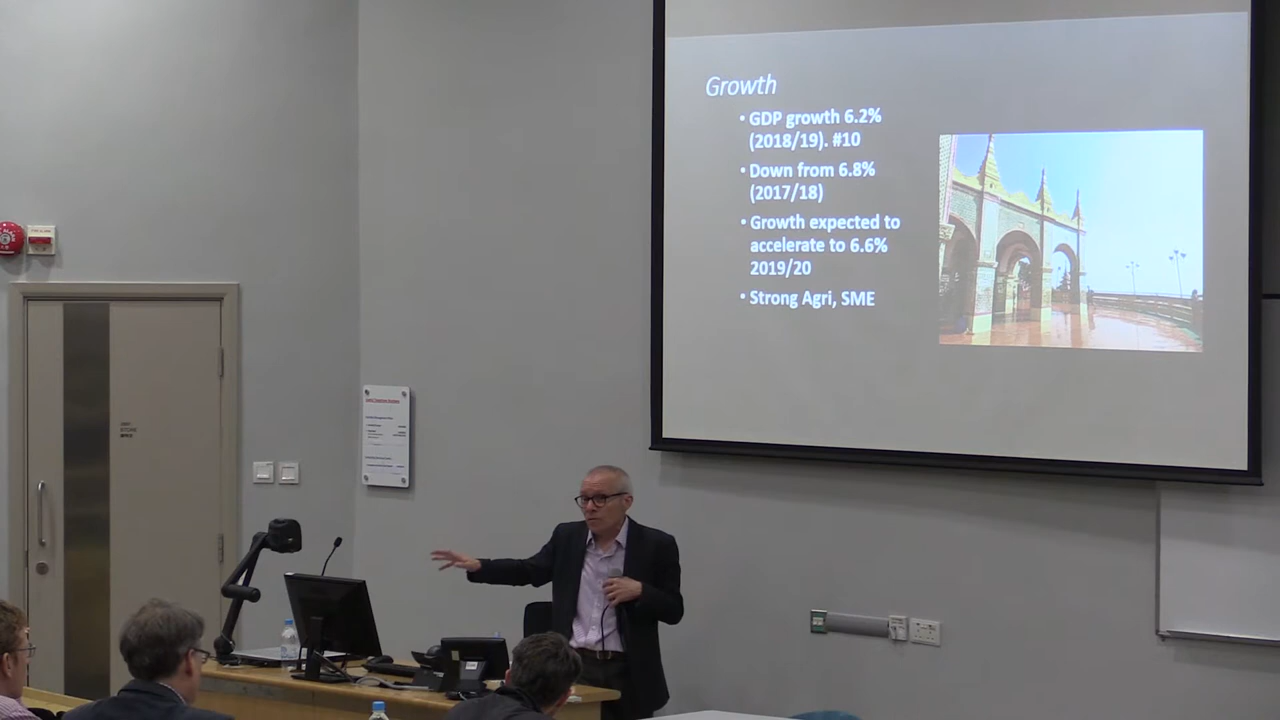 Growth
• GDP growth 6.2%
(2018/19). #10
• Down from 6.8%
(2017/18)
• Growth expected to
accelerate to 6.6%
2019/20
• Strong Agri, SME